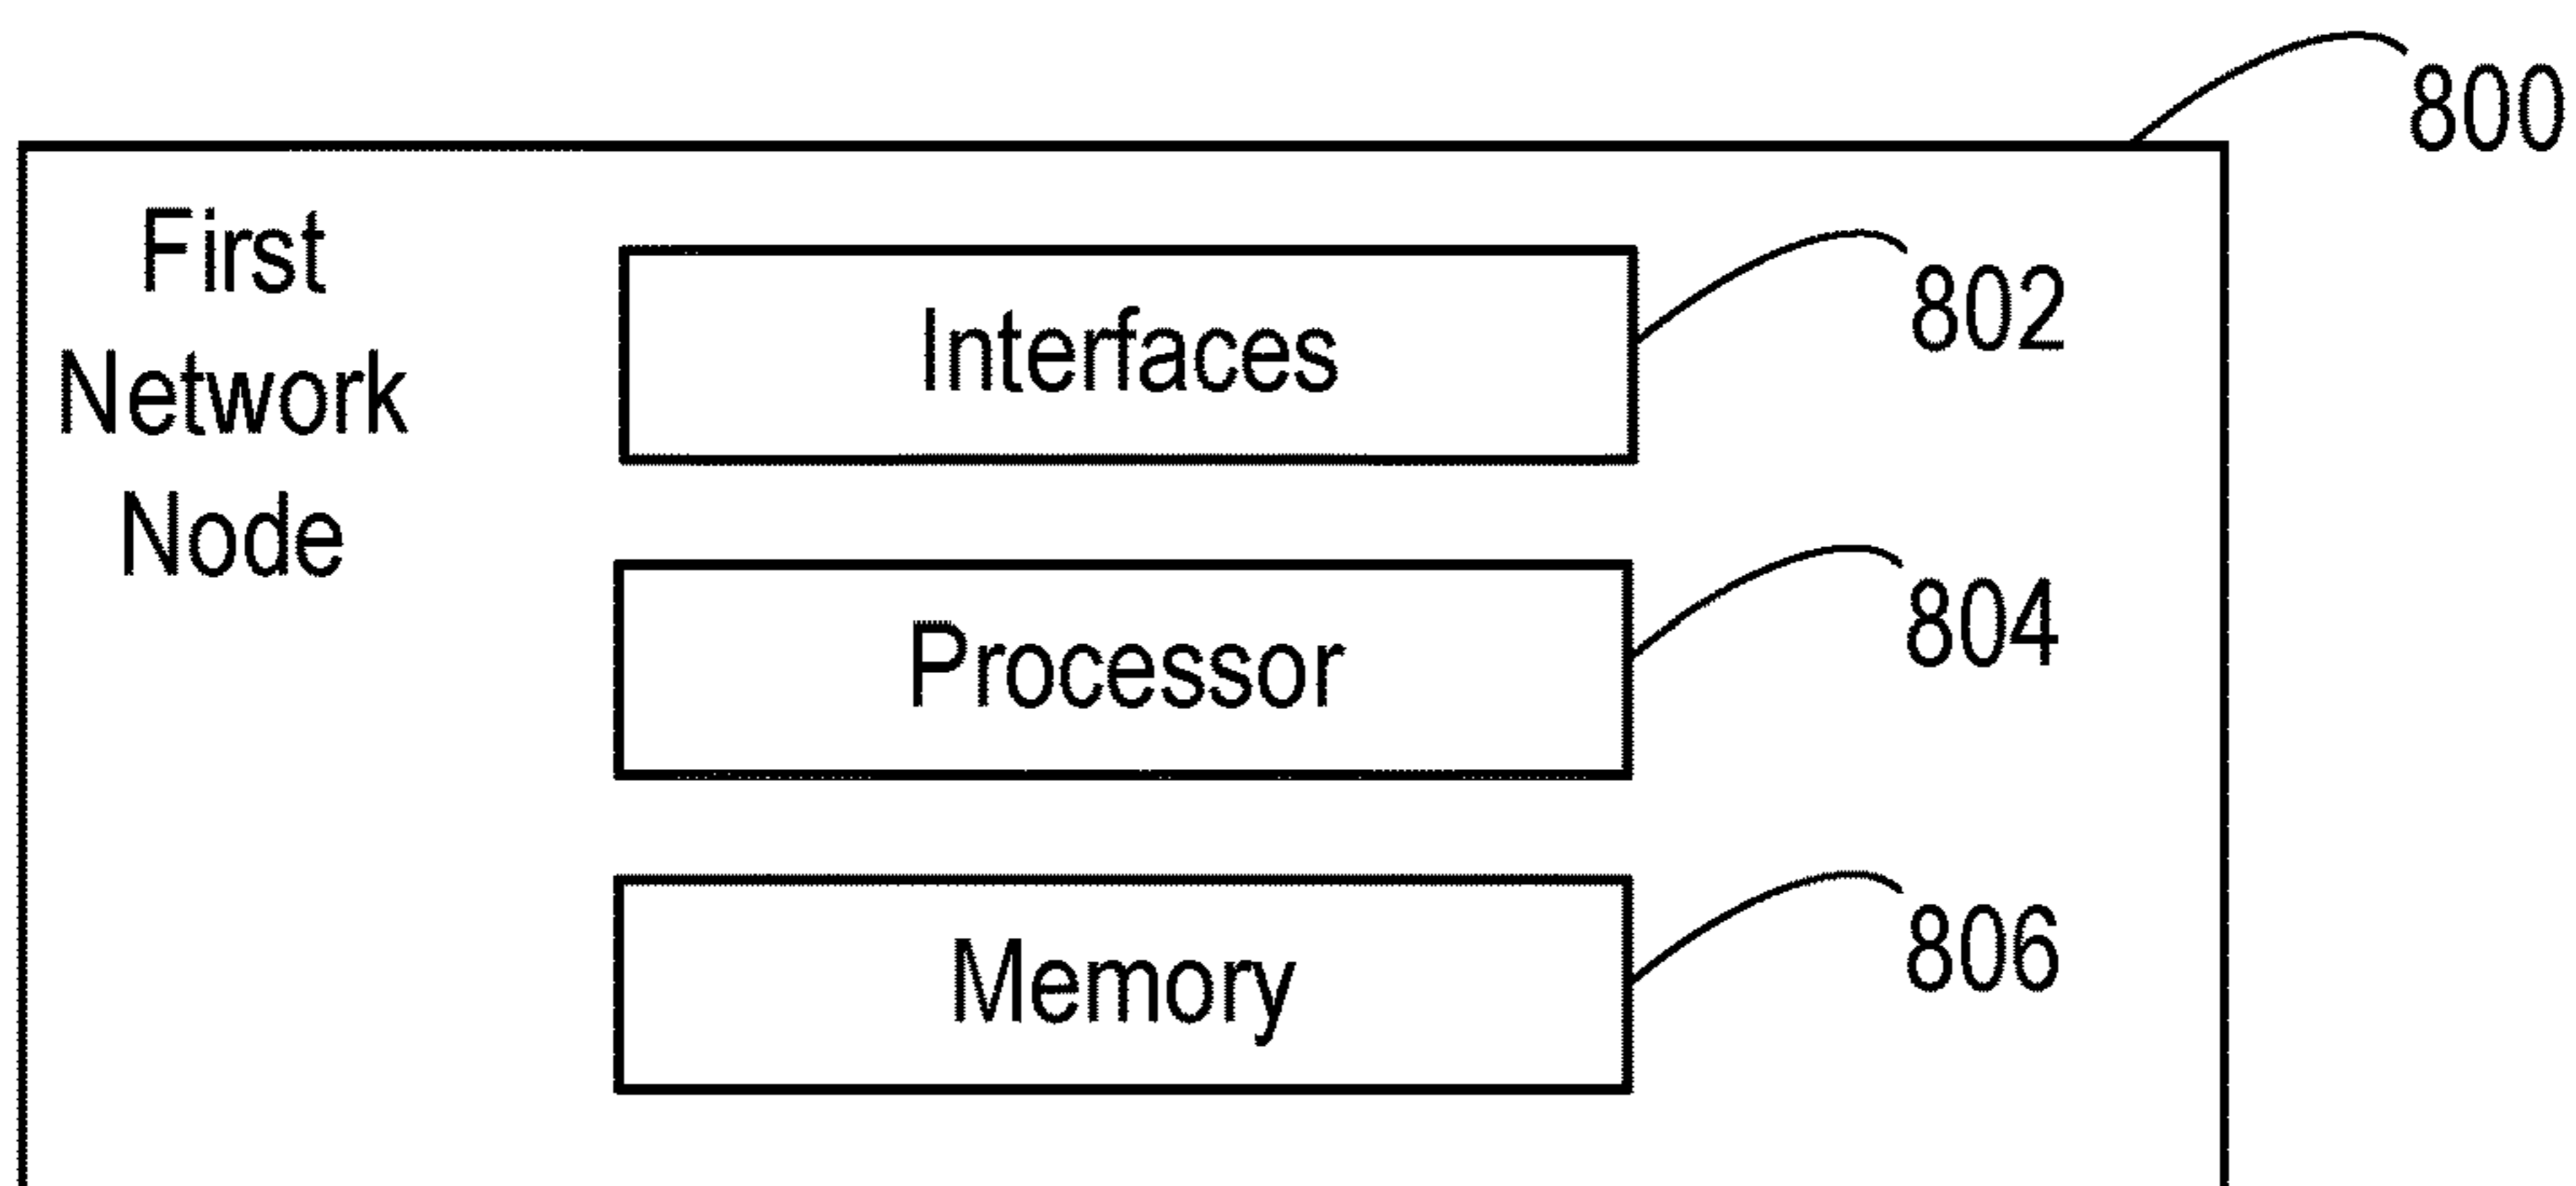 800
First
Network
Node
Interfaces
802
Processor
804
Memory
806